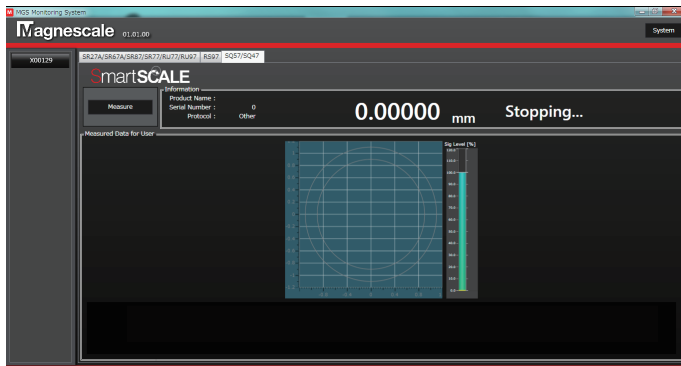 MGS Monitoring System
Magnescale 01.01.00
System
X00129
SR27A/SR67A/SR87/SR77/RU77/RU97 RS97 SQ57/SQ47
SmartSCALE
Information
Measure
Product Name :
Serial Number : 0
Protocol : Other
0.00000 mm
Stopping...
Measured Data for User
Sig Level [%]